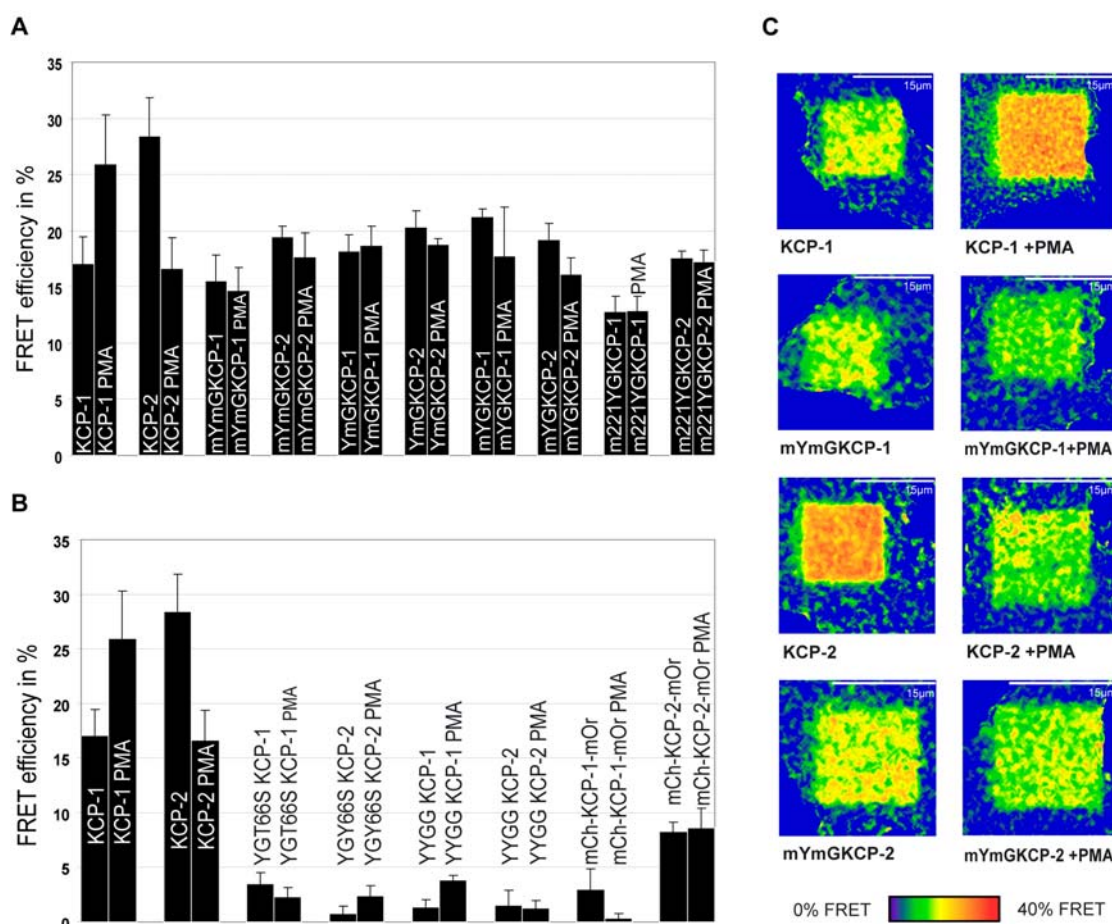 A
FRET efficiency in %
35
30
25
20
15
10
5
0
KCP-1
KCP-1 PMA
KCP-2
KCP-2 PMA
mYmGKCP-1
mYmGKCP-1 PMA
mYmGKCP-2
mYmGKCP-2 PMA
YmGKCP-1
YmGKCP-1 PMA
YmGKCP-2
YmGKCP-2 PMA
mYGKCP-1
mYGKCP-1 PMA
mYGKCP-2
mYGKCP-2 PMA
m221YGKCP-1
m221YGKCP-1 PMA
m221YGKCP-2
m221YGKCP-2 PMA
B
FRET efficiency in %
35
30
25
20
15
10
5
0
KCP-1
KCP-1 PMA
KCP-2
KCP-2 PMA
YGT66S KCP-1
YGT66S KCP-1 PMA
YGY66S KCP-2
YGY66S KCP-2 PMA
YYGG KCP-1
YYGG KCP-1 PMA
YYGG KCP-2
YYGG KCP-2 PMA
mCh-KCP-1-mOr
mCh-KCP-1-mOr PMA
mCh-KCP-2-mOr
mCh-KCP-2-mOr PMA
C
15µm
15µm
KCP-1
KCP-1 +PMA
15µm
15µm
mYmGKCP-1
mYmGKCP-1+PMA
15µm
15µm
KCP-2
KCP-2 +PMA
15µm
15µm
mYmGKCP-2
mYmGKCP-2 +PMA
0% FRET
40% FRET